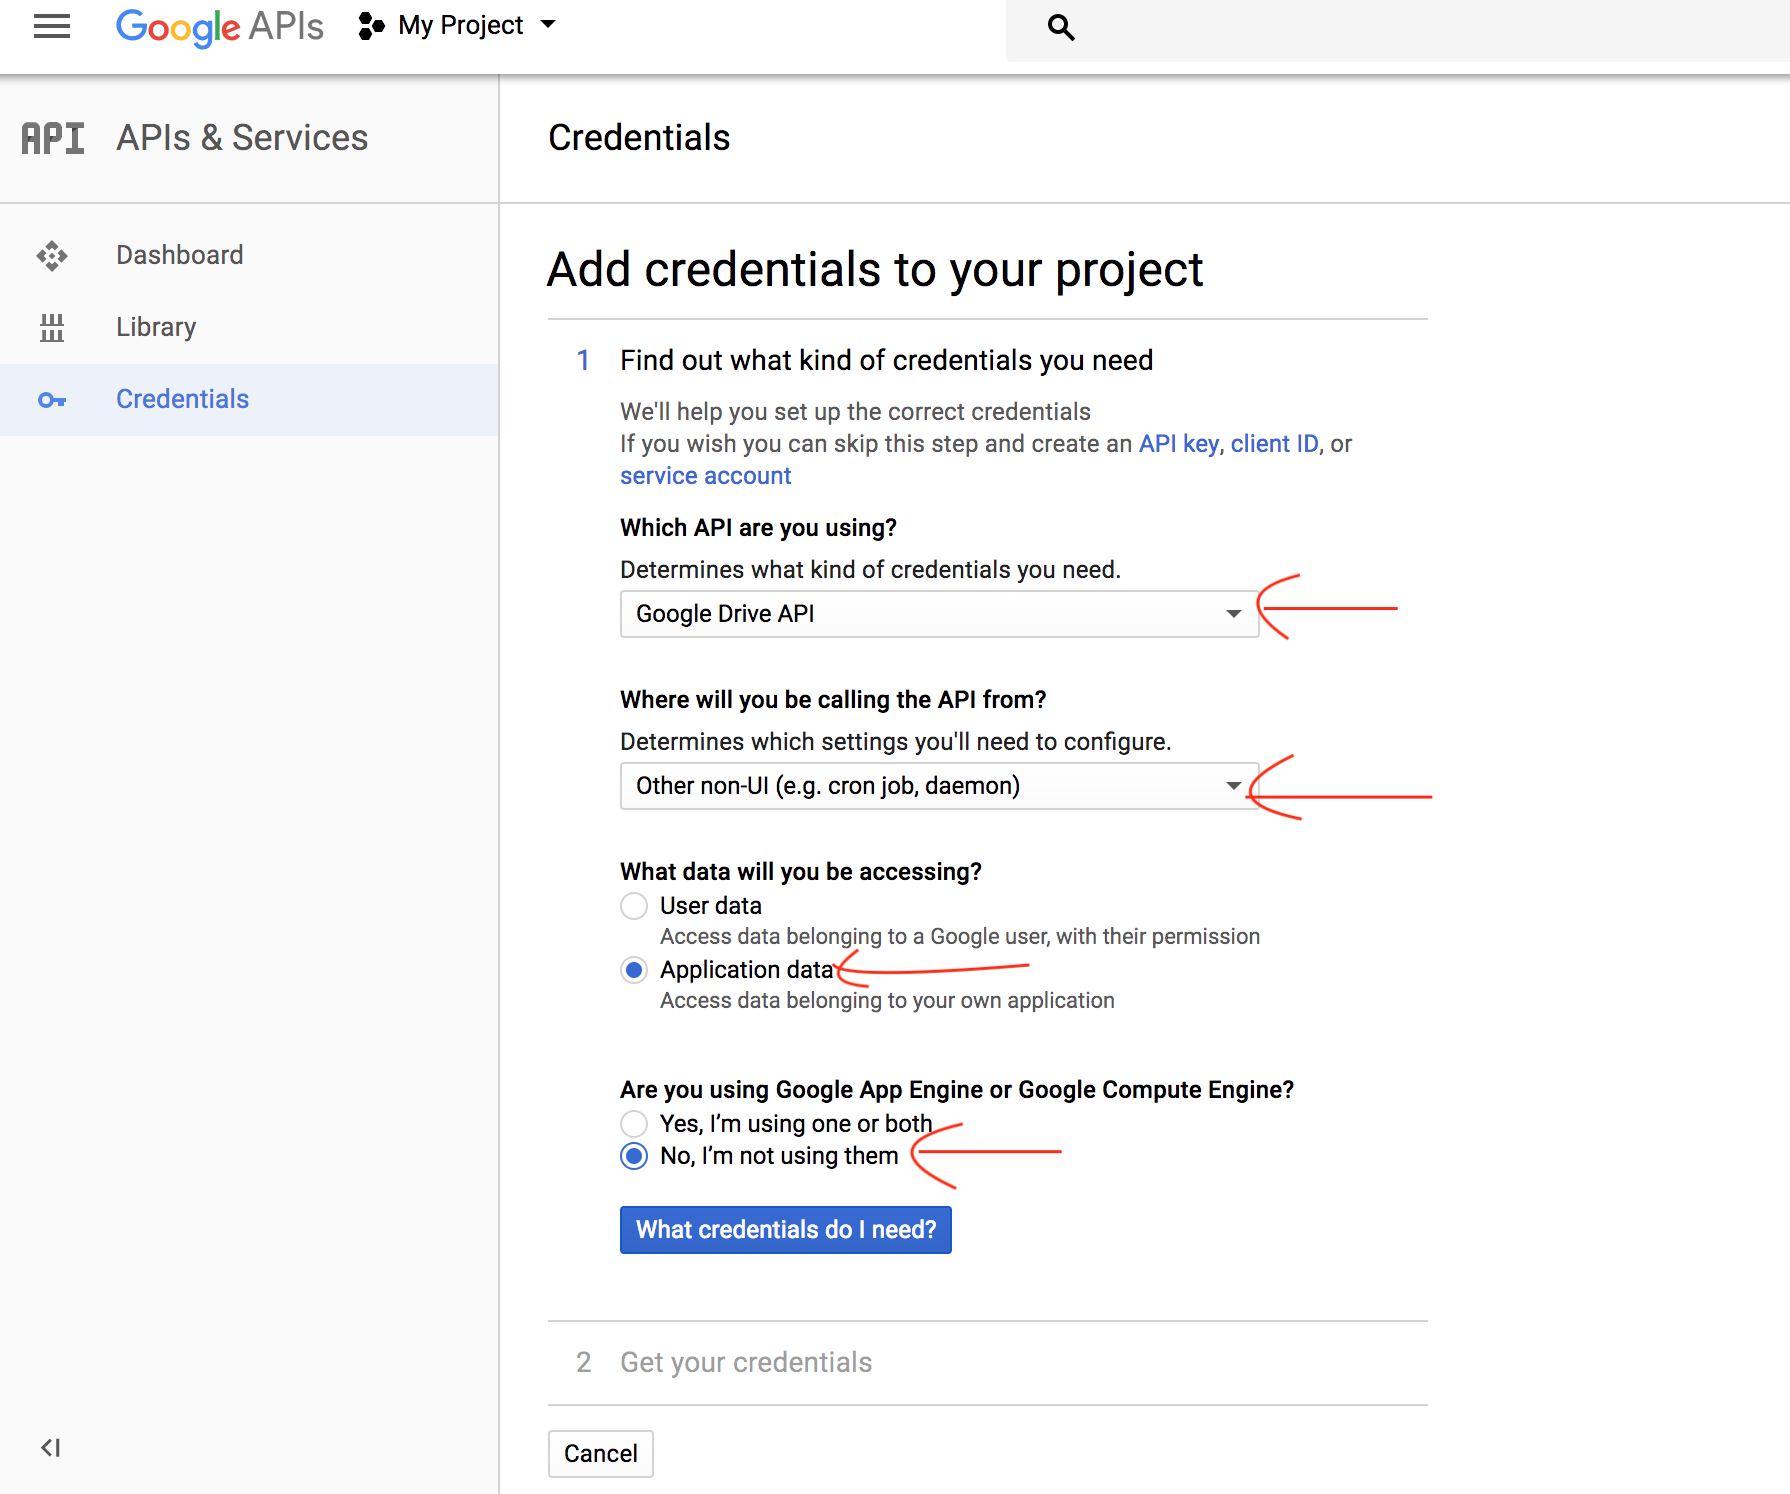 Google APIs My Project
API APIs & Services
Credentials
Dashboard
Library
Credentials
Add credentials to your project
1 Find out what kind of credentials you need
We'll help you set up the correct credentials
If you wish you can skip this step and create an API key, client ID, or
service account
Which API are you using?
Determines what kind of credentials you need.
Google Drive API
Where will you be calling the API from?
Determines which settings you'll need to configure.
Other non-UI (e.g. cron job, daemon)
What data will you be accessing?
User data
Access data belonging to a Google user, with their permission
Application data
Access data belonging to your own application
Are you using Google App Engine or Google Compute Engine?
Yes, I’m using one or both
No, I’m not using them
What credentials do I need?
2 Get your credentials
Cancel